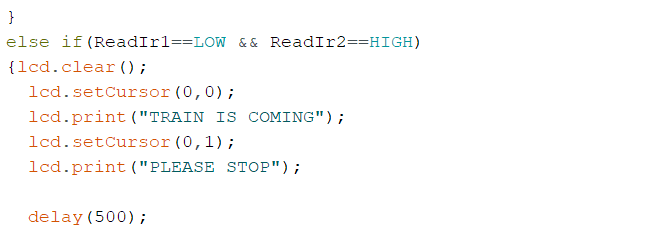 }
else if(ReadIr1==LOW && ReadIr2==HIGH)
{lcd.clear();
lcd.setCursor(0,0);
lcd.print("TRAIN IS COMING");
lcd.setCursor(0,1);
lcd.print("PLEASE STOP");
delay(500);